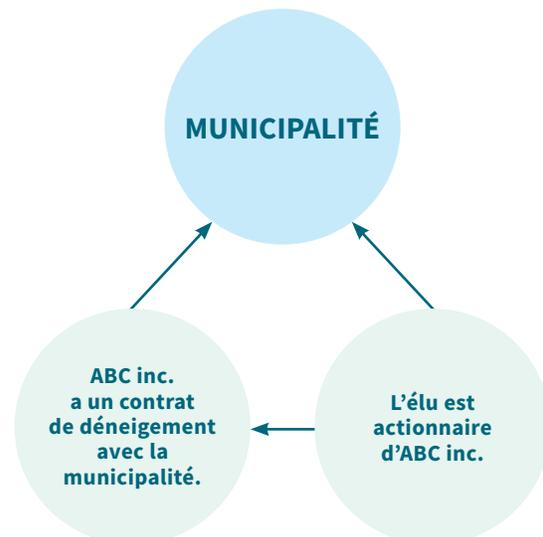 MUNICIPALITÉ
ABC inc.
a un contrat
de déneigement
avec la
municipalité.
L’élu est
actionnaire
d’ABC inc.